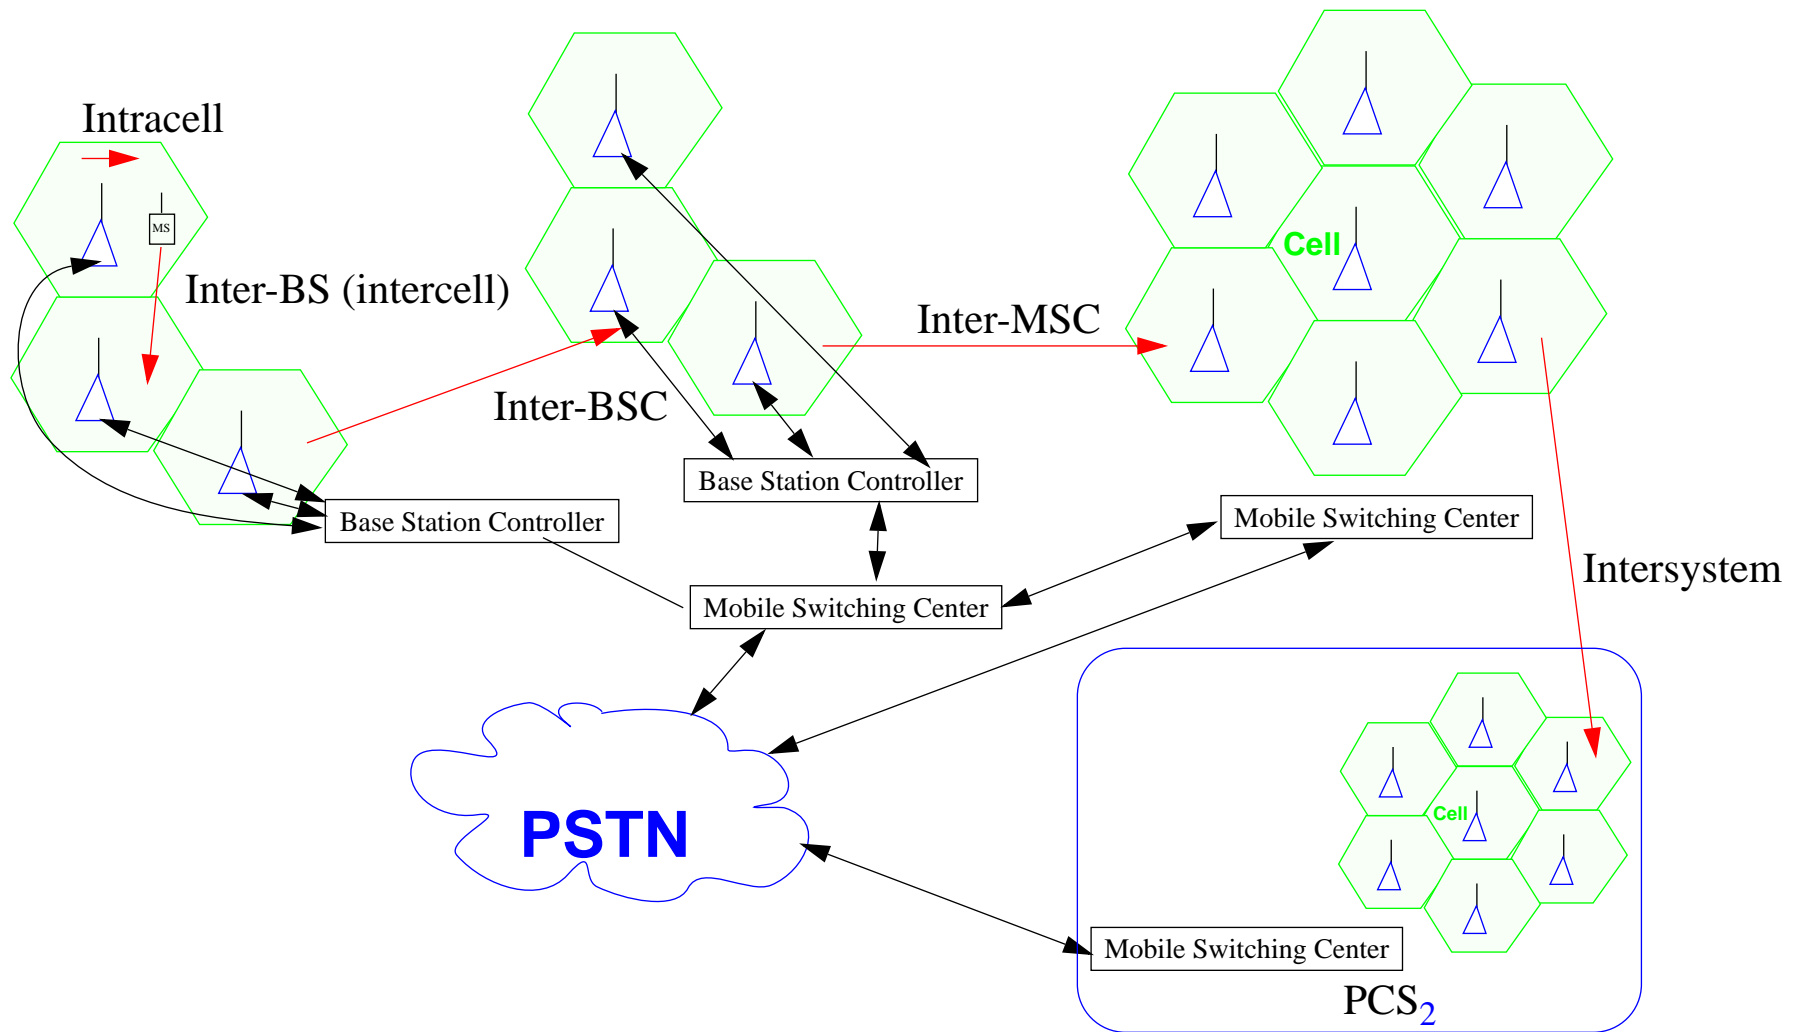 Intracell
MS
Inter-BS (intercell)
Cell
Inter-MSC
Inter-BSC
Base Station Controller
Base Station Controller
Mobile Switching Center
Intersystem
Mobile Switching Center
PSTN
Cell
Mobile Switching Center
PCS2